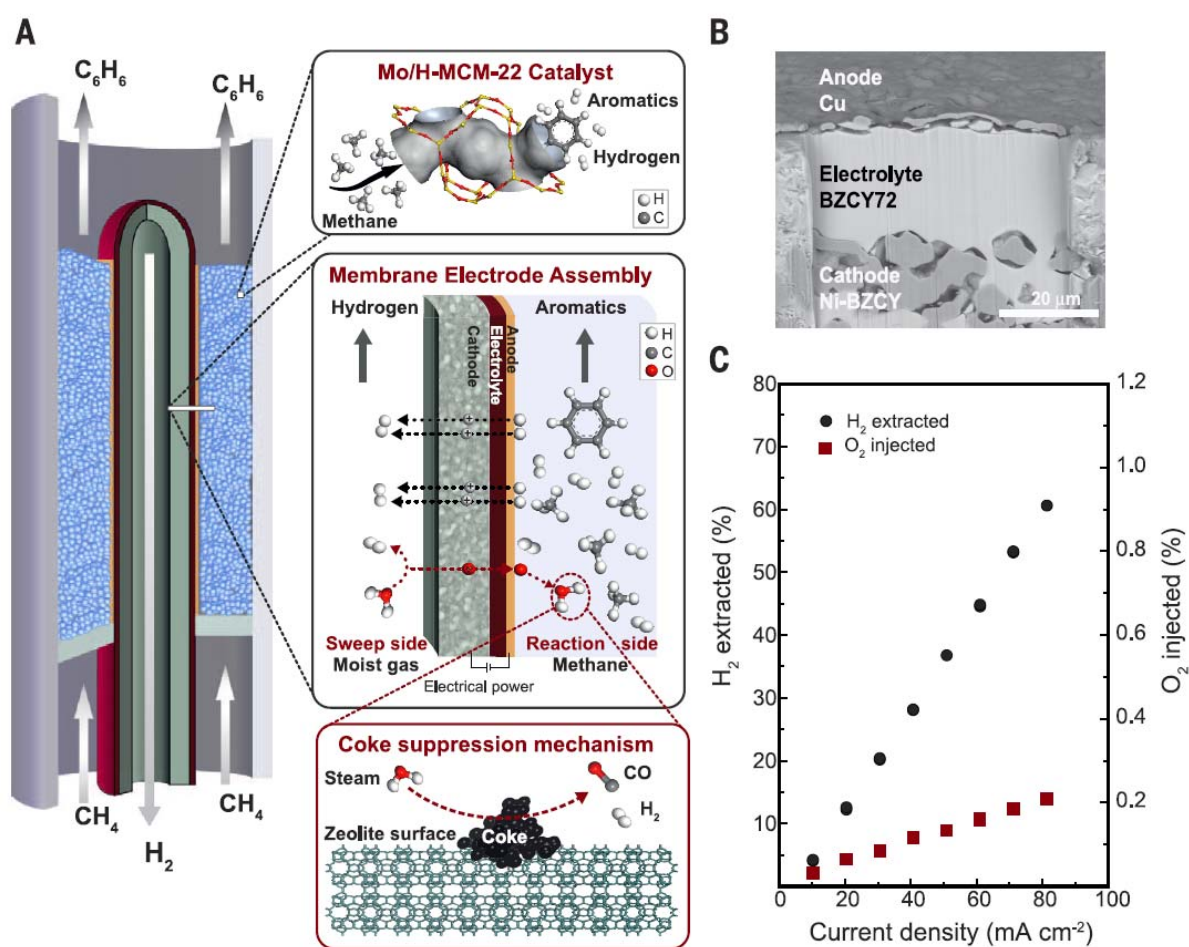 A
C₆H₆
C₆H₆
CH₄
CH₄
H₂
Mo/H-MCM-22 Catalyst
Aromatics
Hydrogen
Methane
H
C
Membrane Electrode Assembly
Hydrogen
Aromatics
Cathode
Electrolyte
Anode
H
C
O
+
+
+
+
Sweep side
Moist gas
Reaction side
Methane
Electrical power
Coke suppression mechanism
Steam
CO
H₂
Zeolite surface
Coke
B
Anode
Cu
Electrolyte
BZCY72
Cathode
Ni-BZCY
20 µm
C
H₂ extracted
O₂ injected
80
70
60
50
40
30
20
10
H₂ extracted (%)
1.2
1.0
0.8
0.6
0.4
0.2
O₂ injected (%)
0 20 40 60 80 100
Current density (mA cm⁻²)